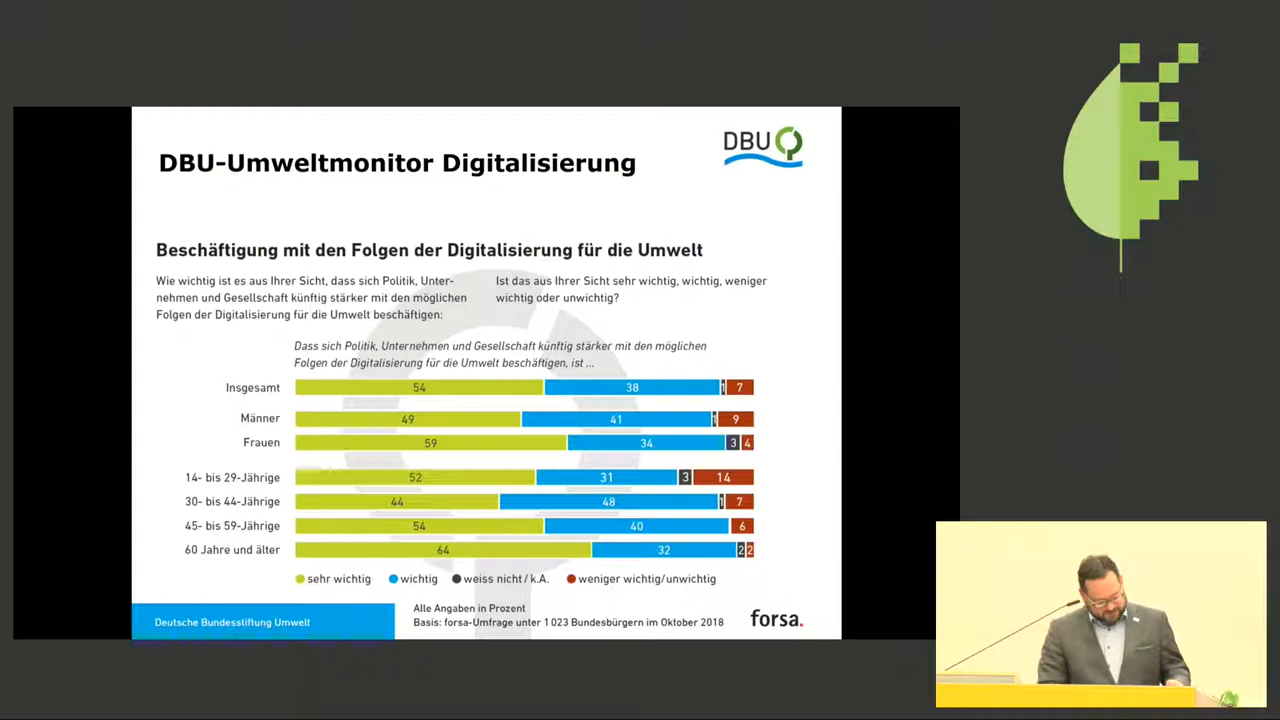 DBU-Umweltmonitor Digitalisierung
DBU
Beschäftigung mit den Folgen der Digitalisierung für die Umwelt
Wie wichtig ist es aus Ihrer Sicht, dass sich Politik, Unter-
nehmen und Gesellschaft künftig stärker mit den möglichen
Folgen der Digitalisierung für die Umwelt beschäftigen:
Ist das aus Ihrer Sicht sehr wichtig, wichtig, weniger
wichtig oder unwichtig?
Dass sich Politik, Unternehmen und Gesellschaft künftig stärker mit den möglichen
Folgen der Digitalisierung für die Umwelt beschäftigen, ist ...
Insgesamt 54 38 1 7
Männer 49 41 1 9
Frauen 59 34 3 4
14- bis 29-Jährige 52 31 3 14
30- bis 44-Jährige 44 48 1 7
45- bis 59-Jährige 54 40 6
60 Jahre und älter 64 32 2 2
sehr wichtig wichtig weiss nicht / k.A. weniger wichtig/unwichtig
Deutsche Bundesstiftung Umwelt
Alle Angaben in Prozent
Basis: forsa-Umfrage unter 1 023 Bundesbürgern im Oktober 2018
forsa.